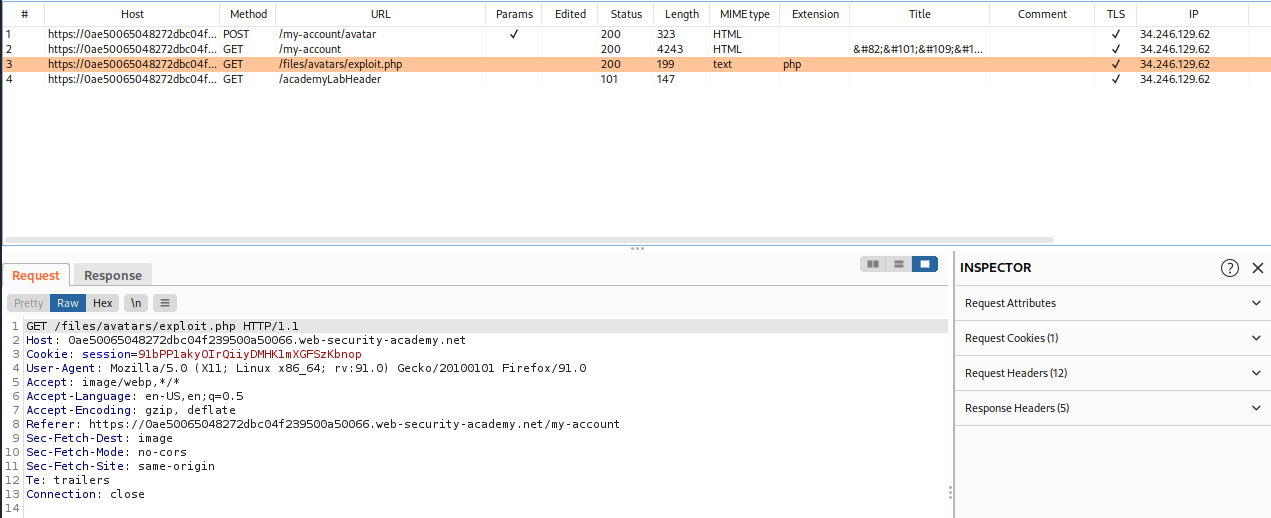 # Host Method URL Params Edited Status Length MIME type Extension Title Comment TLS IP
1 https://0ae50065048272dbc04f... POST /my-account/avatar ✓ 200 323 HTML ✓ 34.246.129.62
2 https://0ae50065048272dbc04f... GET /my-account 200 4243 HTML &#82;&#101;&#109;&#1... ✓ 34.246.129.62
3 https://0ae50065048272dbc04f... GET /files/avatars/exploit.php 200 199 text php ✓ 34.246.129.62
4 https://0ae50065048272dbc04f... GET /academyLabHeader 101 147 ✓ 34.246.129.62
Request Response
Pretty Raw Hex \n
1 GET /files/avatars/exploit.php HTTP/1.1
2 Host: 0ae50065048272dbc04f239500a50066.web-security-academy.net
3 Cookie: session=91bPP1akyOIrQiiyDMHKlmXGFSzKbnop
4 User-Agent: Mozilla/5.0 (X11; Linux x86_64; rv:91.0) Gecko/20100101 Firefox/91.0
5 Accept: image/webp,*/*
6 Accept-Language: en-US,en;q=0.5
7 Accept-Encoding: gzip, deflate
8 Referer: https://0ae50065048272dbc04f239500a50066.web-security-academy.net/my-account
9 Sec-Fetch-Dest: image
10 Sec-Fetch-Mode: no-cors
11 Sec-Fetch-Site: same-origin
12 Te: trailers
13 Connection: close
14
INSPECTOR ?
Request Attributes
Request Cookies (1)
Request Headers (12)
Response Headers (5)